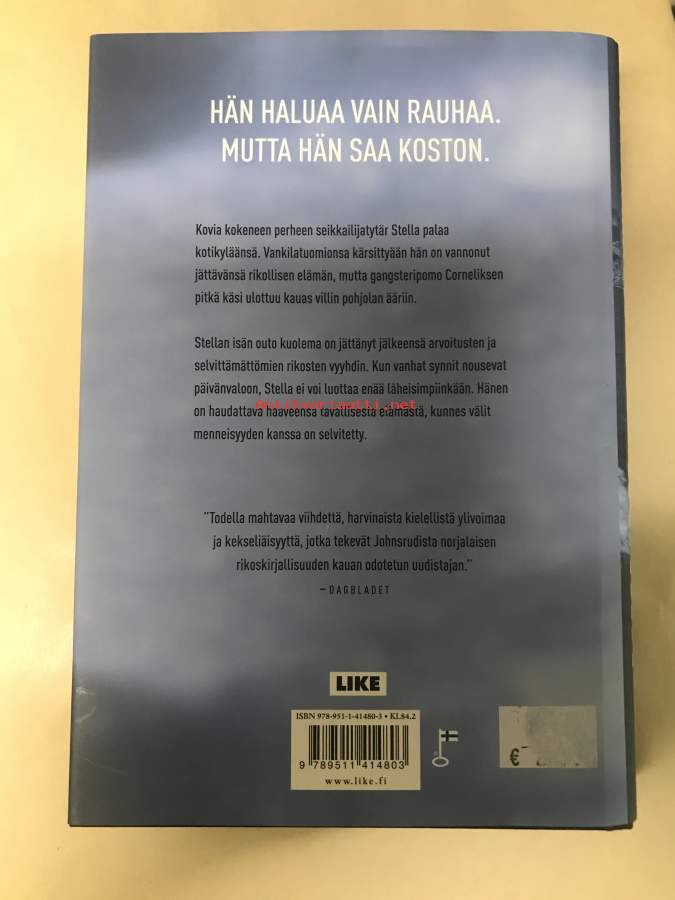 HÄN HALUAA VAIN RAUHAA.
MUTTA HÄN SAA KOSTON.
Kovia kokeneen perheen seikkailijatytär Stella palaa
kotikyläänsä. Vankilatuomionsa kärsittyään hän on vannonut
jättävänsä rikollisen elämän, mutta gangsteripomo Corneliksen
pitkä käsi ulottuu kauas villin pohjolan ääriin.
Stellan isän outo kuolema on jättänyt jälkeensä arvoitusten ja
selvittämättömien rikosten vyyhdin. Kun vanhat synnit nousevat
päivänvaloon, Stella ei voi luottaa enää läheisimpiinkään. Hänen
antikvariaatti.net
on haudattava haaveensa tavallisesta elämästä, kunnes välit
menneisyyden kanssa on selvitetty.
"Todella mahtavaa viihdettä, harvinaista kielellistä ylivoimaa
ja kekseliäisyyttä, jotka tekevät Johnsrudista norjalaisen
rikoskirjallisuuden kauan odotetun uudistajan."
– DAGBLADET
LIKE
ISBN 978-951-1-41480-3 • KL84.2
9 789511 414803
www.like.fi
€